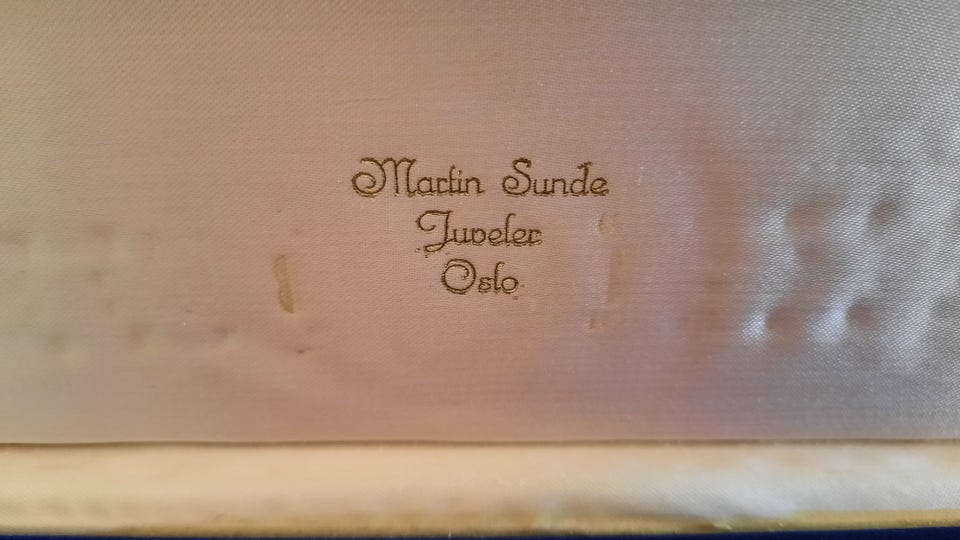 Martin Sunde
Juveler
Oslo